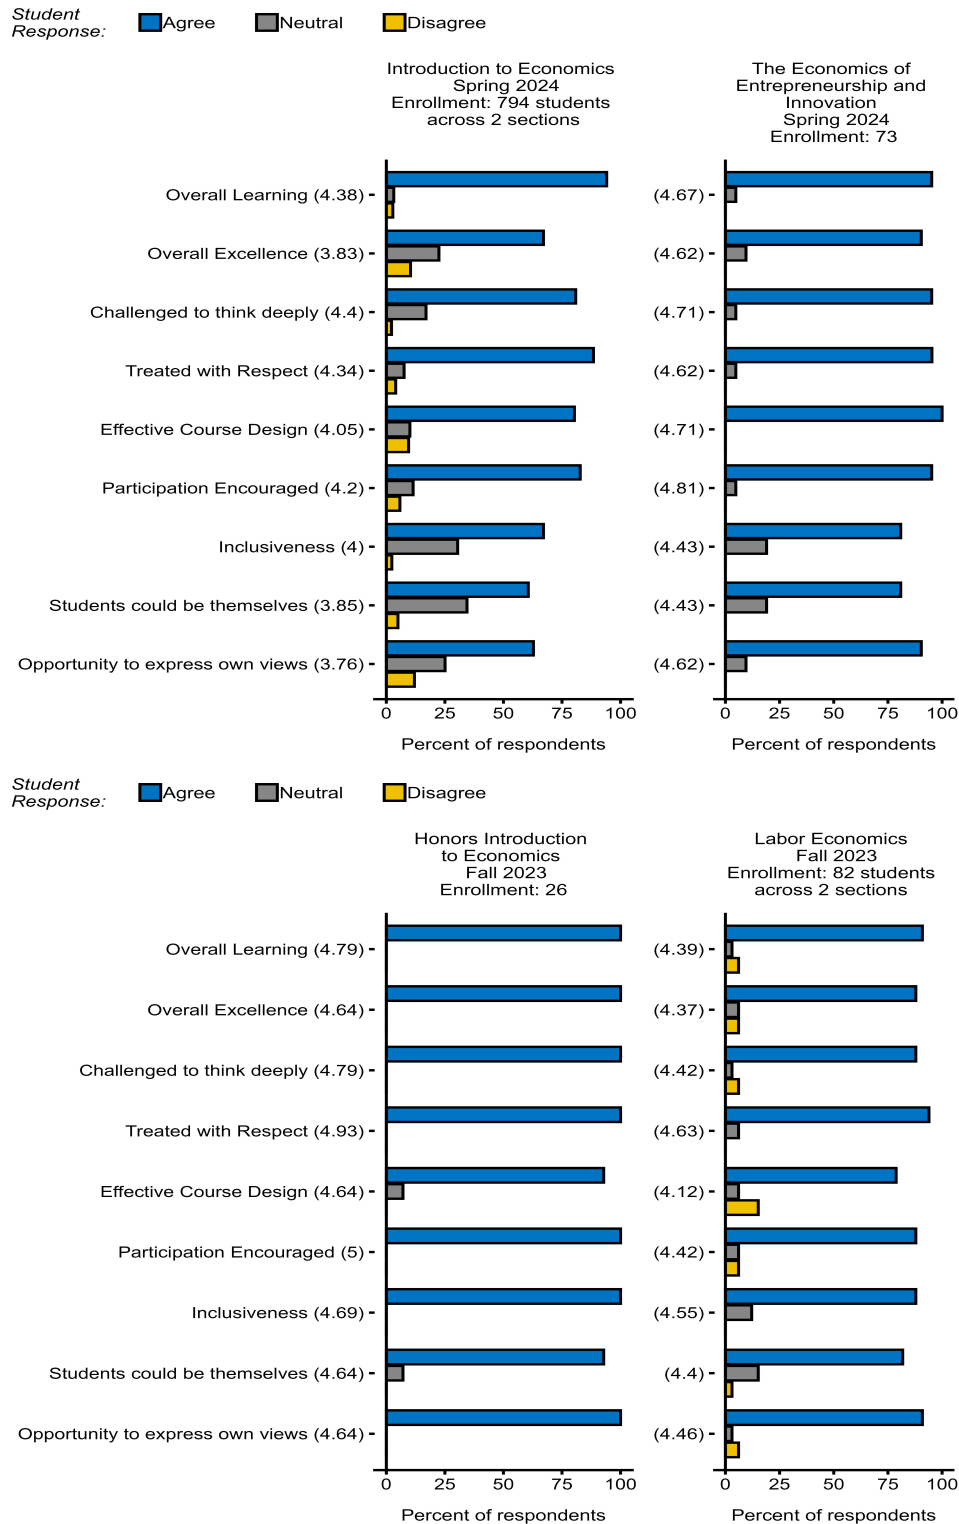 Student
Response:
Agree
Neutral
Disagree
Introduction to Economics
Spring 2024
Enrollment: 794 students
across 2 sections
The Economics of
Entrepreneurship and
Innovation
Spring 2024
Enrollment: 73
Overall Learning (4.38)
(4.67)
Overall Excellence (3.83)
(4.62)
Challenged to think deeply (4.4)
(4.71)
Treated with Respect (4.34)
(4.62)
Effective Course Design (4.05)
(4.71)
Participation Encouraged (4.2)
(4.81)
Inclusiveness (4)
(4.43)
Students could be themselves (3.85)
(4.43)
Opportunity to express own views (3.76)
(4.62)
0 25 50 75 100
0 25 50 75 100
Percent of respondents
Percent of respondents
Student
Response:
Agree
Neutral
Disagree
Honors Introduction
to Economics
Fall 2023
Enrollment: 26
Labor Economics
Fall 2023
Enrollment: 82 students
across 2 sections
Overall Learning (4.79)
(4.39)
Overall Excellence (4.64)
(4.37)
Challenged to think deeply (4.79)
(4.42)
Treated with Respect (4.93)
(4.63)
Effective Course Design (4.64)
(4.12)
Participation Encouraged (5)
(4.42)
Inclusiveness (4.69)
(4.55)
Students could be themselves (4.64)
(4.4)
Opportunity to express own views (4.64)
(4.46)
0 25 50 75 100
0 25 50 75 100
Percent of respondents
Percent of respondents